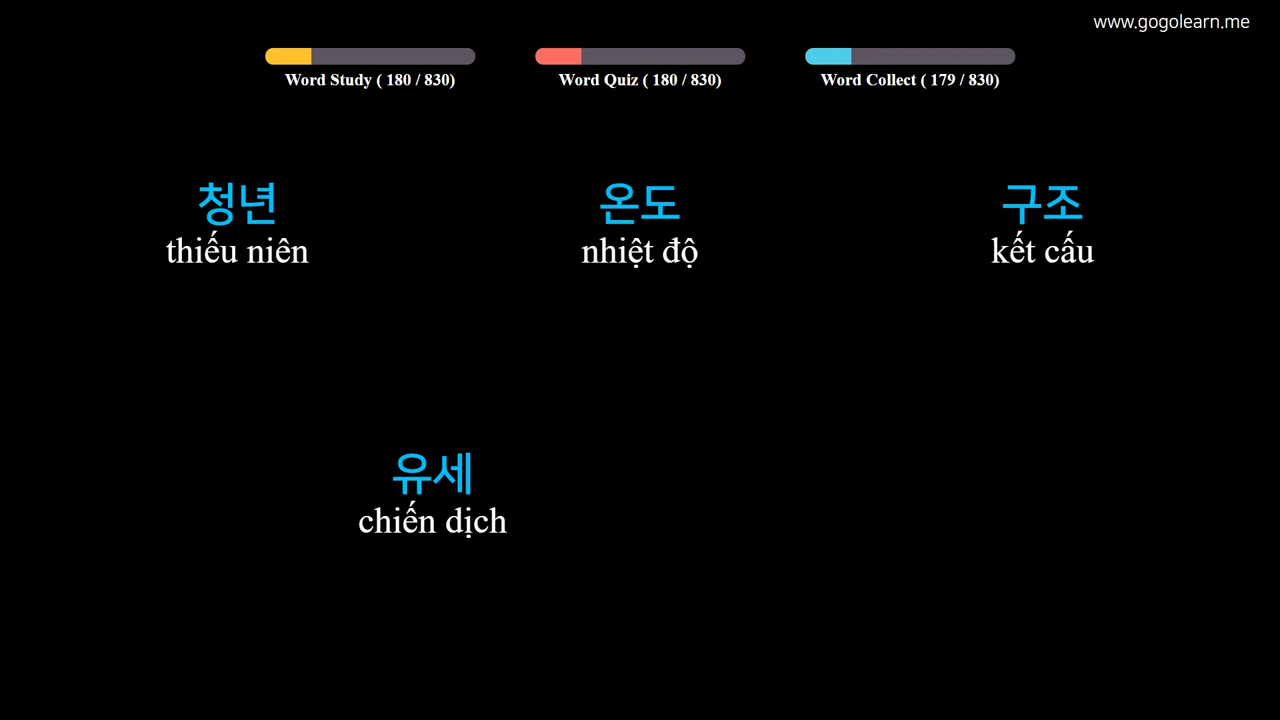 www.gogolearn.me
Word Study ( 180 / 830)
Word Quiz ( 180 / 830)
Word Collect ( 179 / 830)
청년
thiếu niên
온도
nhiệt độ
구조
kết cấu
유세
chiến dịch